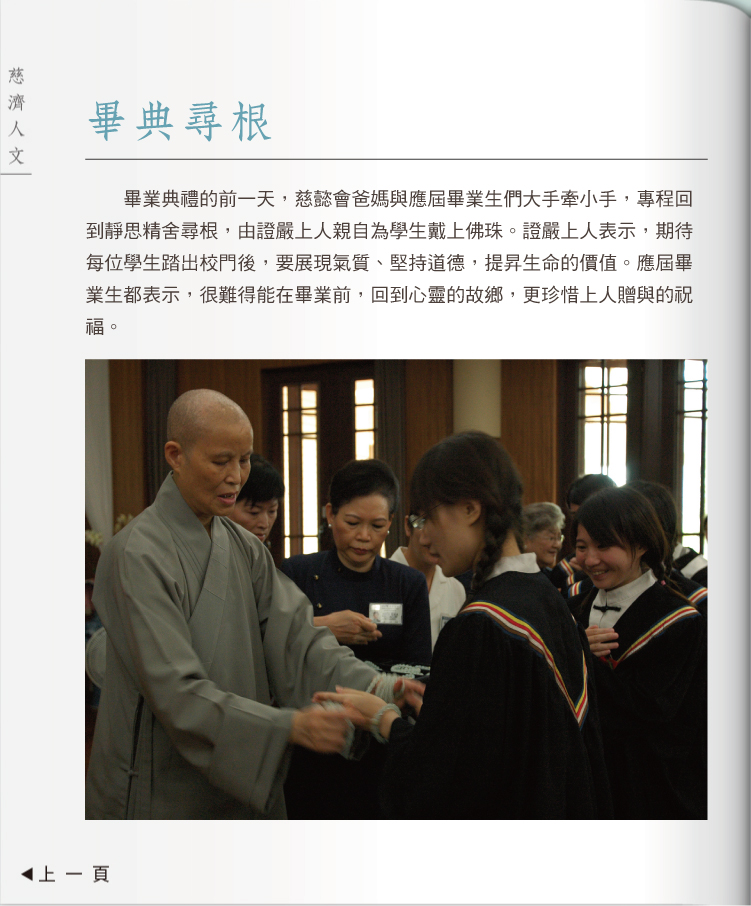 慈濟人文
畢典尋根
畢業典禮的前一天，慈懿會爸媽與應屆畢業生們大手牽小手，專程回
到靜思精舍尋根，由證嚴上人親自為學生戴上佛珠。證嚴上人表示，期待
每位學生踏出校門後，要展現氣質、堅持道德，提昇生命的價值。應屆畢
業生都表示，很難得能在畢業前，回到心靈的故鄉，更珍惜上人贈與的祝
福。
◀上一頁